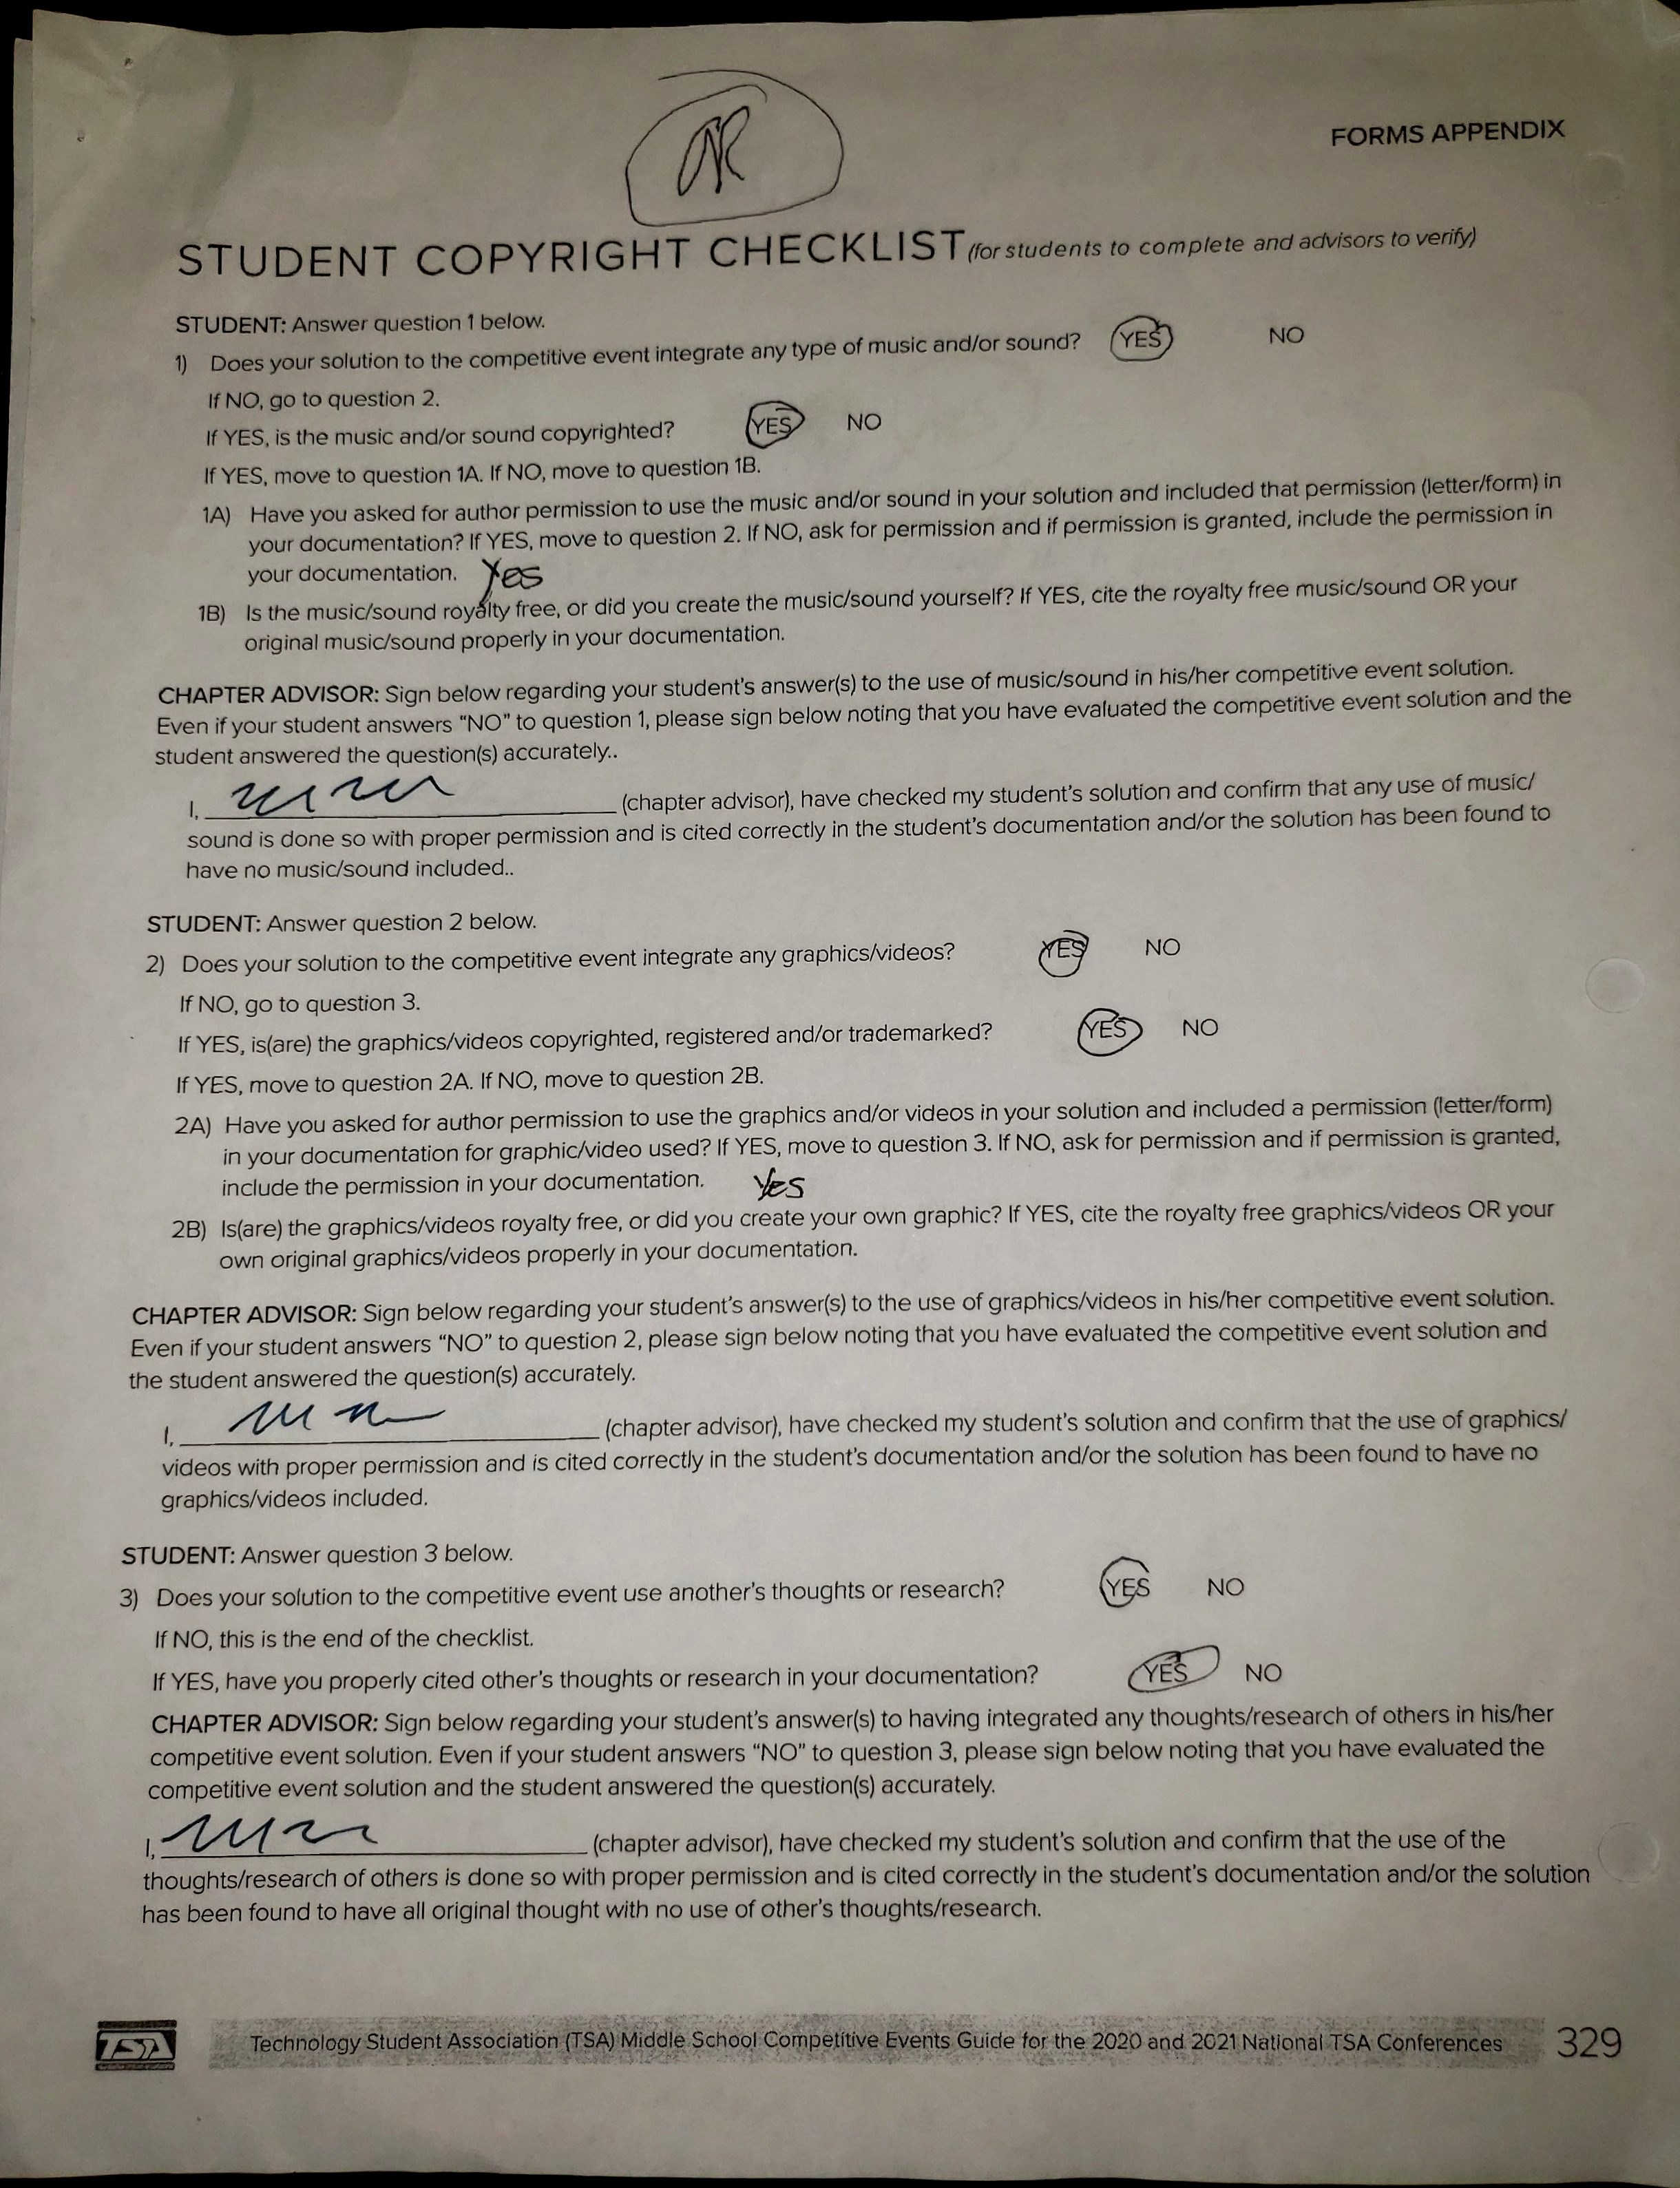 FORMS APPENDIX
STUDENT COPYRIGHT CHECKLIST (for students to complete and advisors to verify)
STUDENT: Answer question 1 below.
1) Does your solution to the competitive event integrate any type of music and/or sound? YES NO
If NO, go to question 2.
If YES, is the music and/or sound copyrighted? YES NO
If YES, move to question 1A. If NO, move to question 1B.
1A) Have you asked for author permission to use the music and/or sound in your solution and included that permission (letter/form) in
your documentation? If YES, move to question 2. If NO, ask for permission and if permission is granted, include the permission in
your documentation. Yes
1B) Is the music/sound royalty free, or did you create the music/sound yourself? If YES, cite the royalty free music/sound OR your
original music/sound properly in your documentation.
CHAPTER ADVISOR: Sign below regarding your student's answer(s) to the use of music/sound in his/her competitive event solution.
Even if your student answers "NO" to question 1, please sign below noting that you have evaluated the competitive event solution and the
student answered the question(s) accurately..
I, (chapter advisor), have checked my student's solution and confirm that any use of music/
sound is done so with proper permission and is cited correctly in the student's documentation and/or the solution has been found to
have no music/sound included..
STUDENT: Answer question 2 below.
2) Does your solution to the competitive event integrate any graphics/videos? YES NO
If NO, go to question 3.
If YES, is(are) the graphics/videos copyrighted, registered and/or trademarked? YES NO
If YES, move to question 2A. If NO, move to question 2B.
2A) Have you asked for author permission to use the graphics and/or videos in your solution and included a permission (letter/form)
in your documentation for graphic/video used? If YES, move to question 3. If NO, ask for permission and if permission is granted,
include the permission in your documentation. Yes
2B) Is(are) the graphics/videos royalty free, or did you create your own graphic? If YES, cite the royalty free graphics/videos OR your
own original graphics/videos properly in your documentation.
CHAPTER ADVISOR: Sign below regarding your student's answer(s) to the use of graphics/videos in his/her competitive event solution.
Even if your student answers "NO" to question 2, please sign below noting that you have evaluated the competitive event solution and
the student answered the question(s) accurately.
I, (chapter advisor), have checked my student's solution and confirm that the use of graphics/
videos with proper permission and is cited correctly in the student's documentation and/or the solution has been found to have no
graphics/videos included.
STUDENT: Answer question 3 below.
3) Does your solution to the competitive event use another's thoughts or research? YES NO
If NO, this is the end of the checklist.
If YES, have you properly cited other's thoughts or research in your documentation? YES NO
CHAPTER ADVISOR: Sign below regarding your student's answer(s) to having integrated any thoughts/research of others in his/her
competitive event solution. Even if your student answers "NO" to question 3, please sign below noting that you have evaluated the
competitive event solution and the student answered the question(s) accurately.
I, (chapter advisor), have checked my student's solution and confirm that the use of the
thoughts/research of others is done so with proper permission and is cited correctly in the student's documentation and/or the solution
has been found to have all original thought with no use of other's thoughts/research.
TSA Technology Student Association (TSA) Middle School Competitive Events Guide for the 2020 and 2021 National TSA Conferences 329